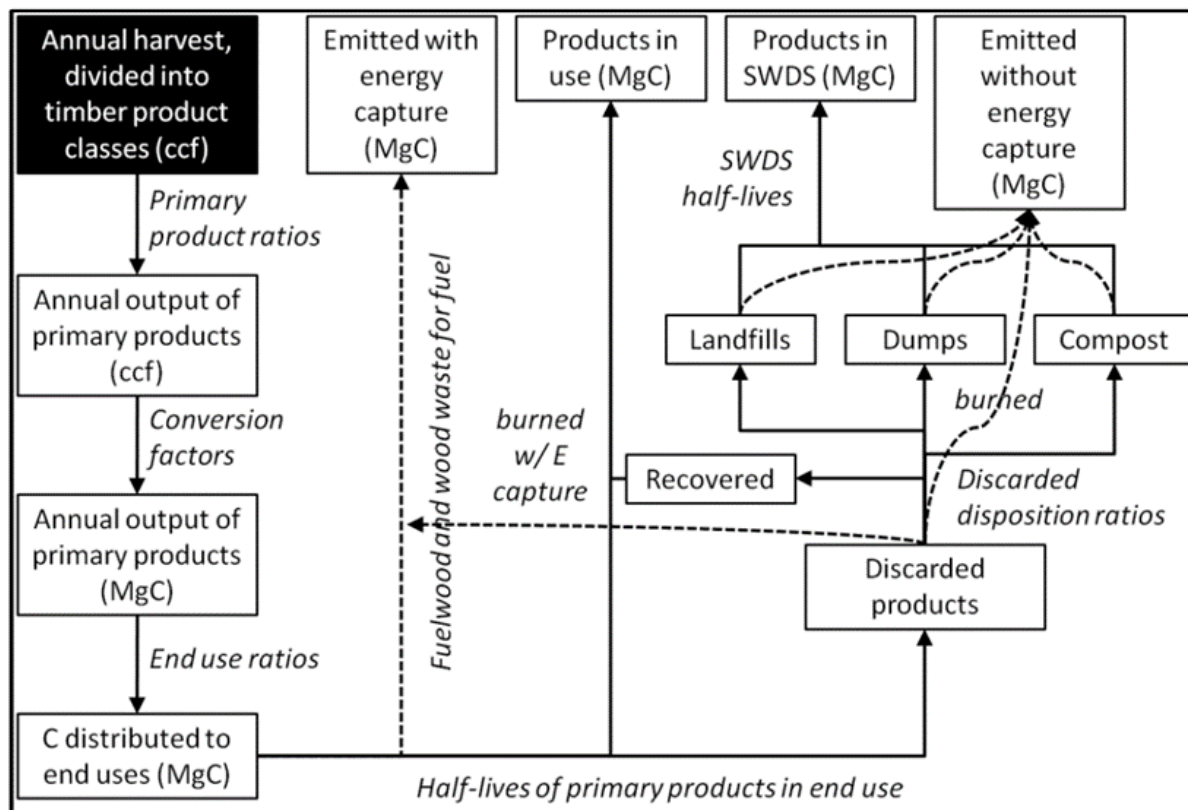 Annual harvest,
divided into
timber product
classes (ccf)
Primary
product ratios
Annual output of
primary products
(ccf)
Conversion
factors
Annual output of
primary products
(MgC)
End use ratios
C distributed to
end uses (MgC)
Emitted with
energy
capture
(MgC)
Fuelwood and wood waste for fuel
Products in
use (MgC)
burned
w/ E
capture
Products in
SWDS (MgC)
SWDS
half-lives
Emitted
without
energy
capture
(MgC)
Landfills
Dumps
Compost
burned
Recovered
Discarded
disposition ratios
Discarded
products
Half-lives of primary products in end use